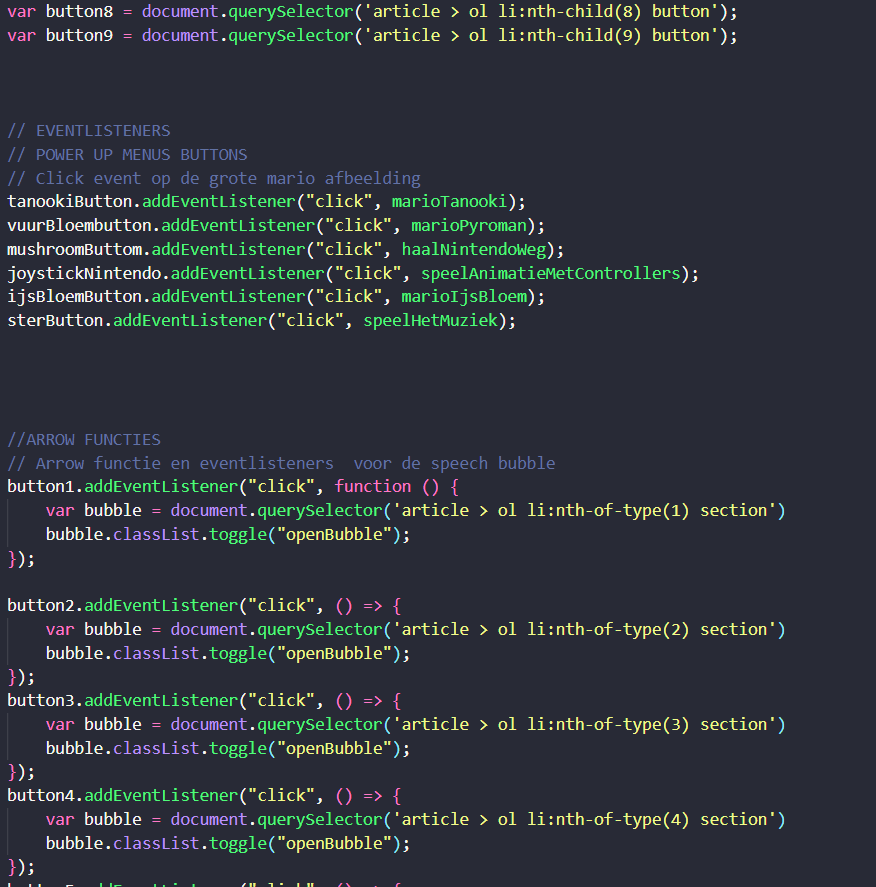 var button8 = document.querySelector('article > ol li:nth-child(8) button');
var button9 = document.querySelector('article > ol li:nth-child(9) button');
// EVENTLISTENERS
// POWER UP MENUS BUTTONS
// Click event op de grote mario afbeelding
tanookiButton.addEventListener("click", marioTanooki);
vuurBloembutton.addEventListener("click", marioPyroman);
mushroomButtom.addEventListener("click", haalNintendoWeg);
joystickNintendo.addEventListener("click", speelAnimatieMetControllers);
ijsBloemButton.addEventListener("click", marioIjsBloem);
sterButton.addEventListener("click", speelHetMuziek);
//ARROW FUNCTIES
// Arrow functie en eventlisteners  voor de speech bubble
button1.addEventListener("click", function () {
    var bubble = document.querySelector('article > ol li:nth-of-type(1) section')
    bubble.classList.toggle("openBubble");
});
button2.addEventListener("click", () => {
    var bubble = document.querySelector('article > ol li:nth-of-type(2) section')
    bubble.classList.toggle("openBubble");
});
button3.addEventListener("click", () => {
    var bubble = document.querySelector('article > ol li:nth-of-type(3) section')
    bubble.classList.toggle("openBubble");
});
button4.addEventListener("click", () => {
    var bubble = document.querySelector('article > ol li:nth-of-type(4) section')
    bubble.classList.toggle("openBubble");
});